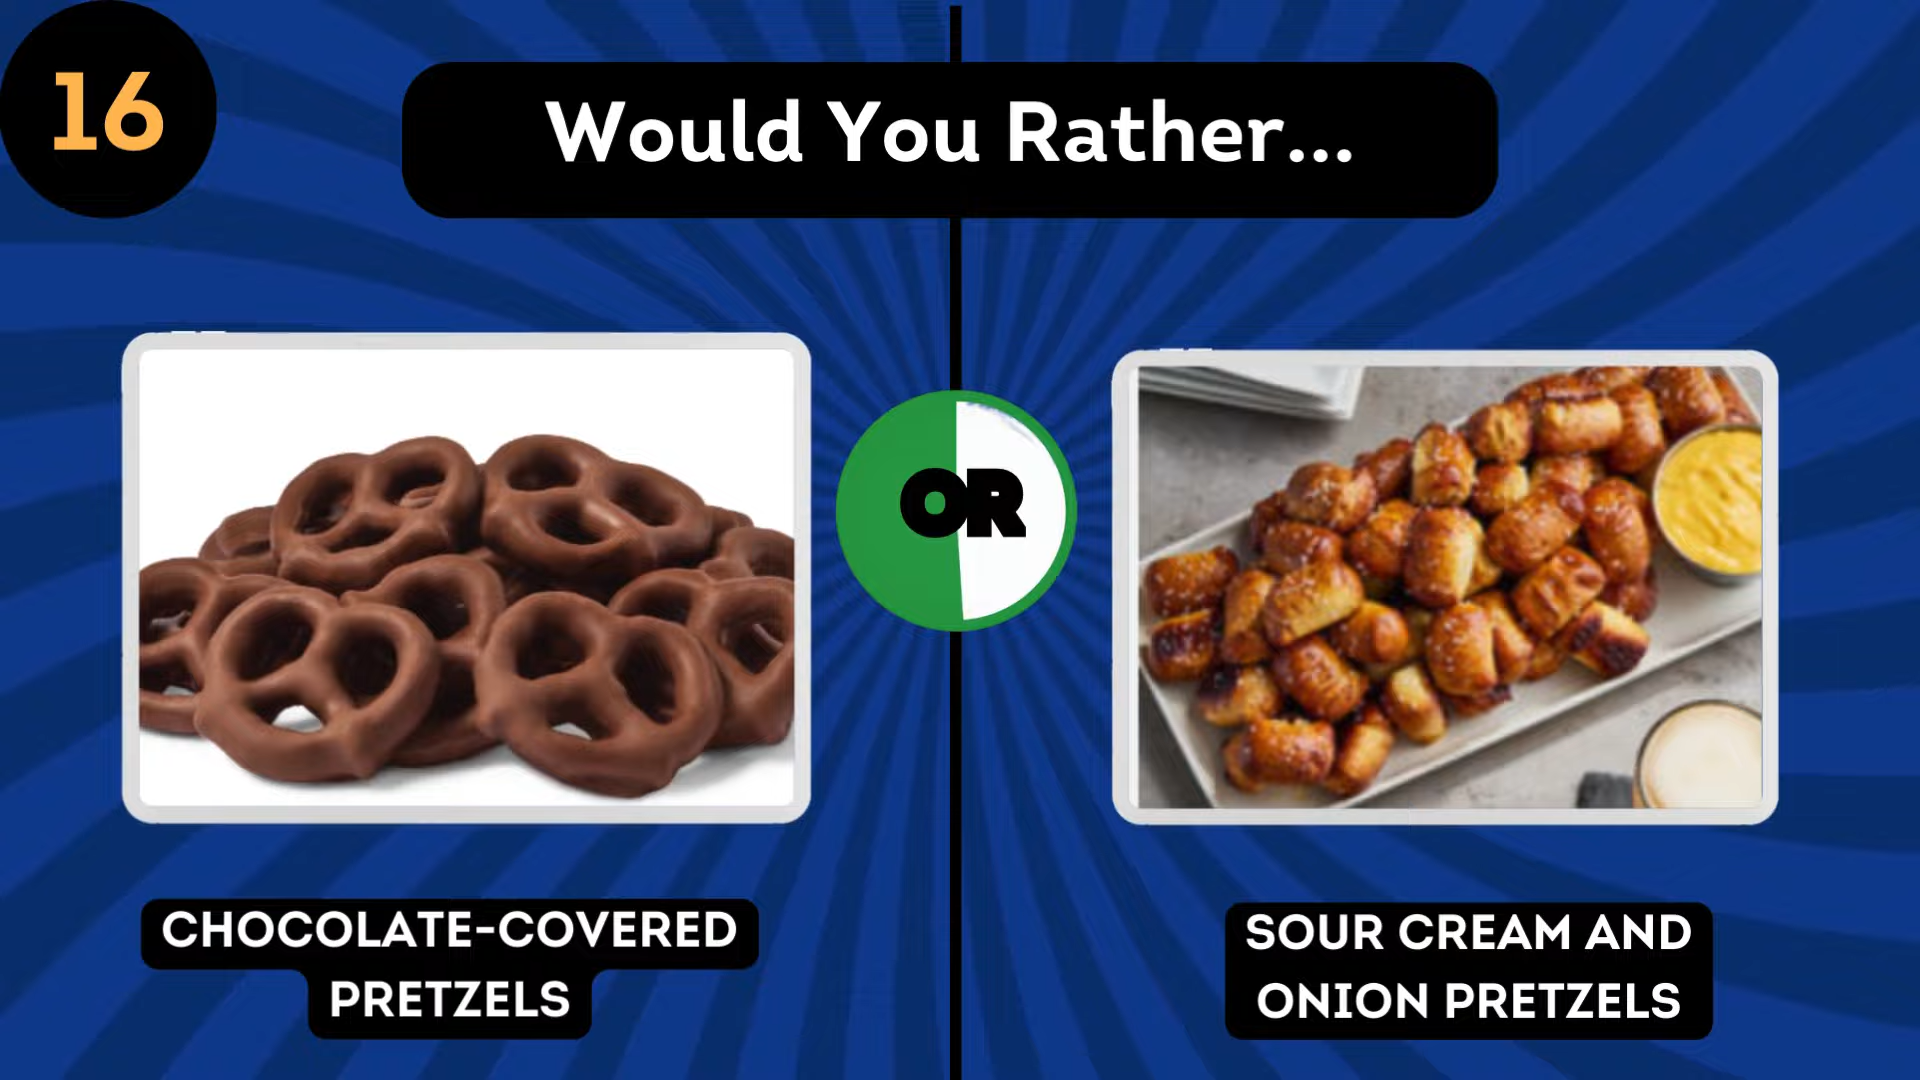 16
Would You Rather...
OR
CHOCOLATE-COVERED
PRETZELS
SOUR CREAM AND
ONION PRETZELS